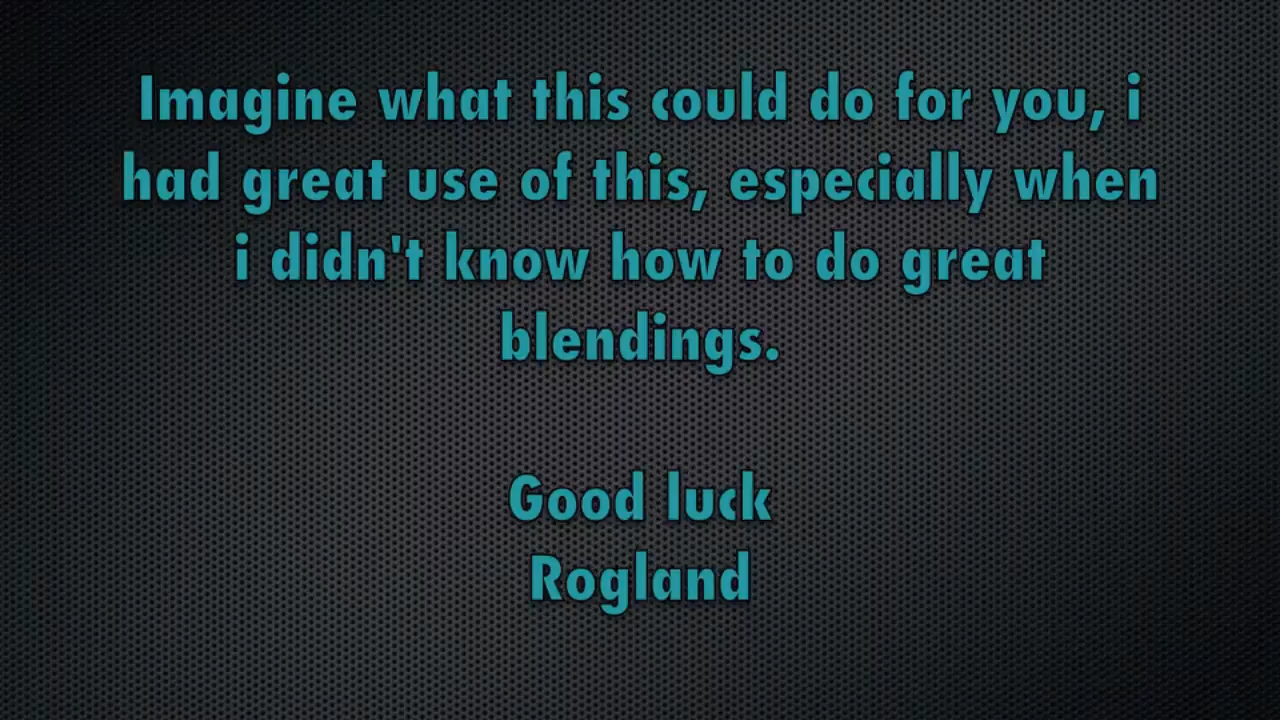 Imagine what this could do for you, i
had great use of this, especially when
i didn't know how to do great
blendings.
Good luck
Rogland